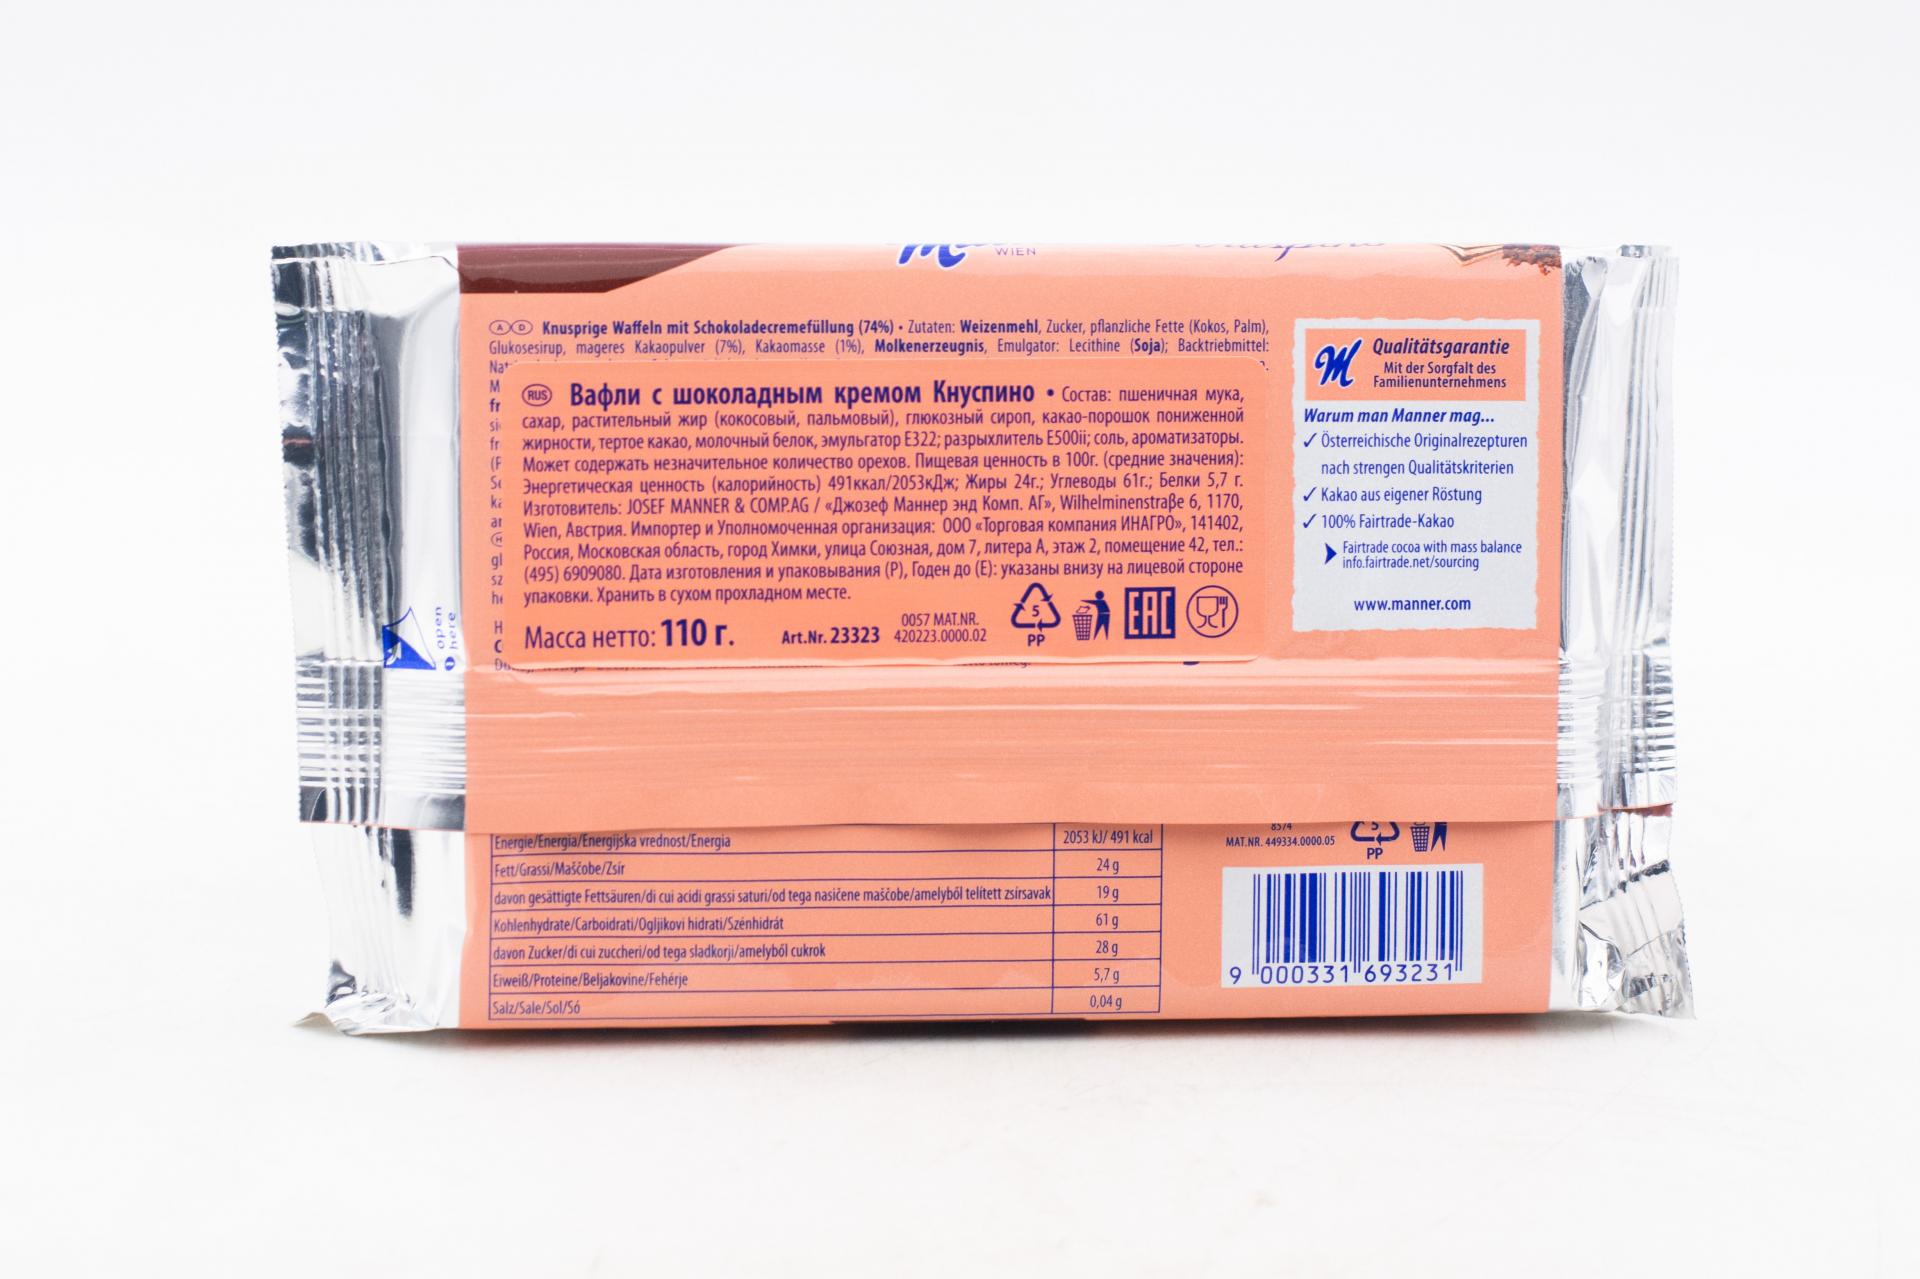 WIEN
A D Knusprige Waffeln mit Schokoladecremefüllung (74%) • Zutaten: Weizenmehl, Zucker, pflanzliche Fette (Kokos, Palm),
Glukosesirup, mageres Kakaopulver (7%), Kakaomasse (1%), Molkenerzeugnis, Emulgator: Lecithine (Soja); Backtriebmittel:
RUS Вафли с шоколадным кремом Кнуспино • Состав: пшеничная мука,
сахар, растительный жир (кокосовый, пальмовый), глюкозный сироп, какао-порошок пониженной
жирности, тертое какао, молочный белок, эмульгатор Е322; разрыхлитель Е500ii; соль, ароматизаторы.
Может содержать незначительное количество орехов. Пищевая ценность в 100г. (средние значения):
Энергетическая ценность (калорийность) 491ккал/2053кДж; Жиры 24г.; Углеводы 61г.; Белки 5,7 г.
Изготовитель: JOSEF MANNER & COMP.AG / «Джозеф Маннер энд Комп. АГ», Wilhelminenstraße 6, 1170,
Wien, Австрия. Импортер и Уполномоченная организация: ООО «Торговая компания ИНАГРО», 141402,
Россия, Московская область, город Химки, улица Союзная, дом 7, литера А, этаж 2, помещение 42, тел.:
(495) 6909080. Дата изготовления и упаковывания (Р), Годен до (Е): указаны внизу на лицевой стороне
упаковки. Хранить в сухом прохладном месте.
Масса нетто: 110 г.
Art.Nr. 23323
0057 MAT.NR.
420223.0000.02
5
PP
EAC
M
Qualitätsgarantie
Mit der Sorgfalt des
Familienunternehmens
Warum man Manner mag...
✓ Österreichische Originalrezepturen
nach strengen Qualitätskriterien
✓ Kakao aus eigener Röstung
✓ 100% Fairtrade-Kakao
Fairtrade cocoa with mass balance
info.fairtrade.net/sourcing
www.manner.com
open
here
Energie/Energia/Energijska vrednost/Energia 2053 kJ/ 491 kcal
Fett/Grassi/Maščobe/Zsír 24 g
davon gesättigte Fettsäuren/di cui acidi grassi saturi/od tega nasičene maščobe/amelyből telített zsírsavak 19 g
Kohlenhydrate/Carboidrati/Ogljikovi hidrati/Szénhidrát 61 g
davon Zucker/di cui zuccheri/od tega sladkorji/amelyből cukrok 28 g
Eiweiß/Proteine/Beljakovine/Fehérje 5,7 g
Salz/Sale/Sol/Só 0,04 g
8574
MAT.NR. 449334.0000.05
5
PP
9 000331 693231